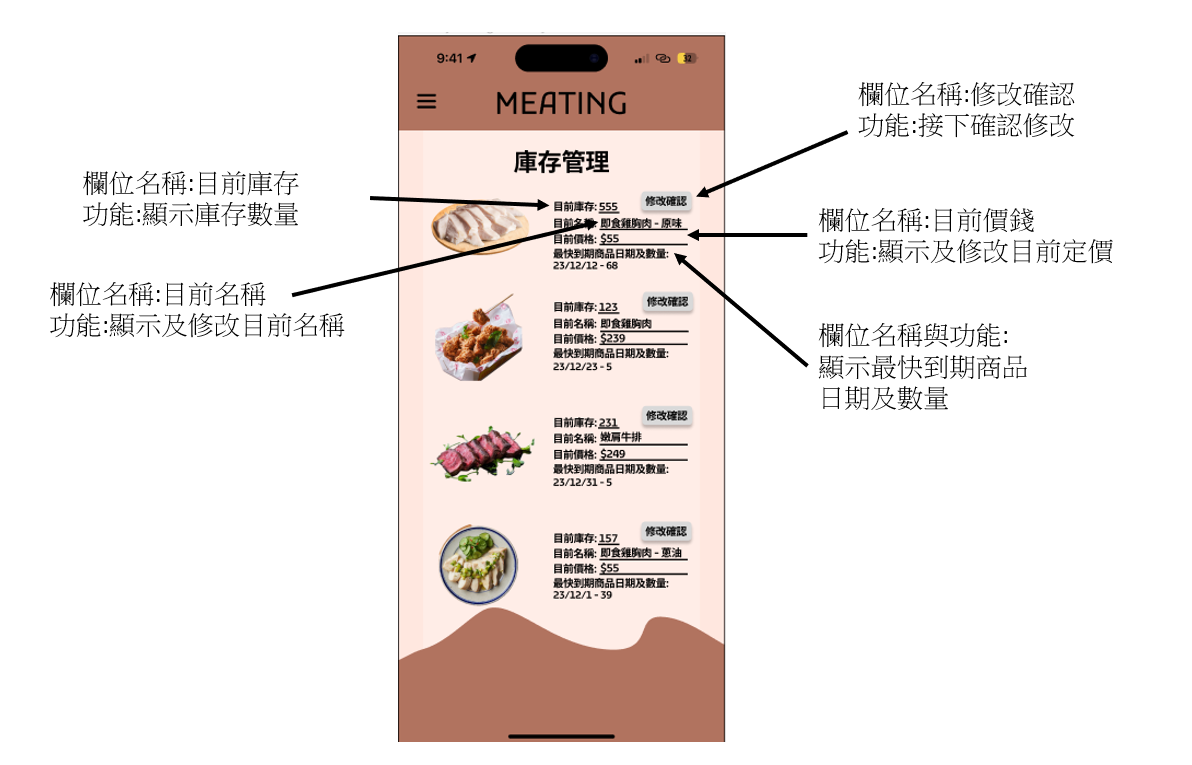 9:41
32
MEATING
庫存管理
目前庫存: 555
修改確認
目前名稱: 即食雞胸肉 - 原味
目前價格: $55
最快到期商品日期及數量:
23/12/12 - 68
目前庫存: 123
修改確認
目前名稱: 即食雞胸肉
目前價格: $239
最快到期商品日期及數量:
23/12/23 - 5
目前庫存: 231
修改確認
目前名稱: 嫩肩牛排
目前價格: $249
最快到期商品日期及數量:
23/12/31 - 5
目前庫存: 157
修改確認
目前名稱: 即食雞胸肉 - 蔥油
目前價格: $55
最快到期商品日期及數量:
23/12/1 - 39
欄位名稱:目前庫存
功能:顯示庫存數量
欄位名稱:目前名稱
功能:顯示及修改目前名稱
欄位名稱:修改確認
功能:接下確認修改
欄位名稱:目前價錢
功能:顯示及修改目前定價
欄位名稱與功能:
顯示最快到期商品
日期及數量